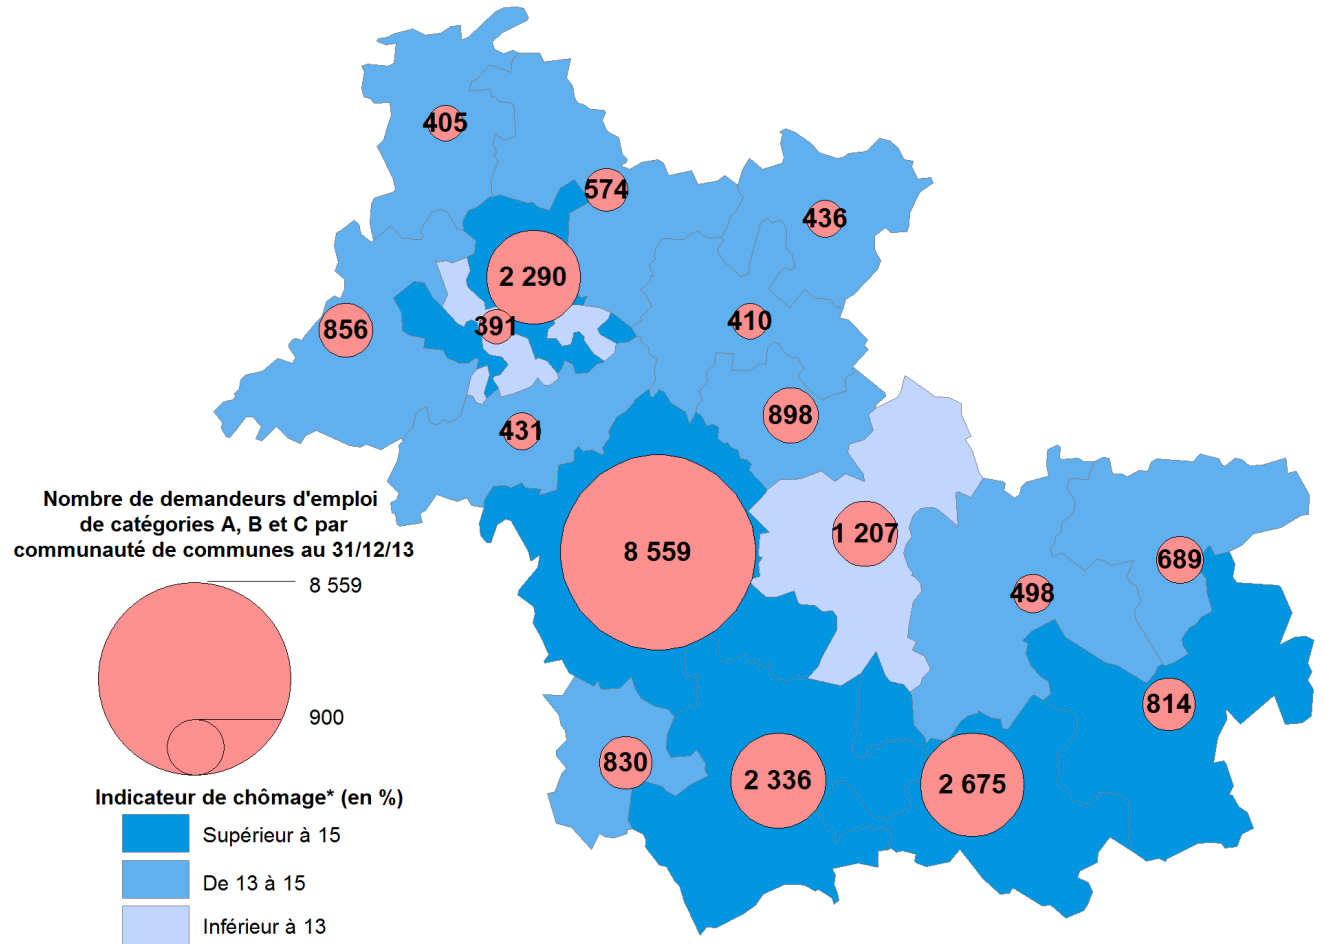 405
574
436
2 290
391
410
856
898
431
8 559
1 207
689
498
814
830
2 336
2 675
Nombre de demandeurs d'emploi
de catégories A, B et C par
communauté de communes au 31/12/13
8 559
900
Indicateur de chômage* (en %)
Supérieur à 15
De 13 à 15
Inférieur à 13